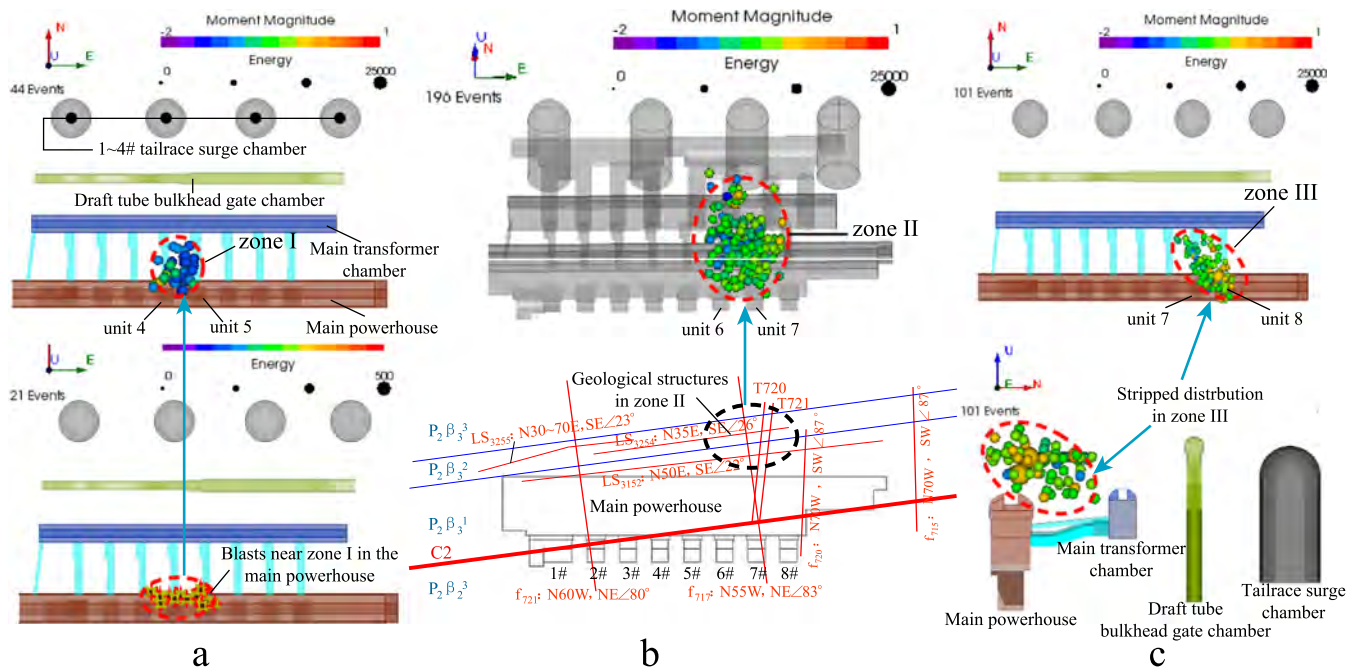 Moment Magnitude
-2
1
Energy
0
25000
N
U
E
44 Events
1~4# tailrace surge chamber
Draft tube bulkhead gate chamber
zone I
Main transformer
chamber
unit 4
unit 5
Main powerhouse
U
E
Energy
0
500
21 Events
Blasts near zone I in the
main powerhouse
a
Moment Magnitude
-2
1
Energy
0
25000
U
N
E
196 Events
zone II
unit 6
unit 7
Geological structures
in zone II
T720
T721
P₂β₃³
LS₃₂₅₅: N30~70E, SE∠23°
LS₃₂₅₄: N35E, SE∠26°
P₂β₃²
LS₃₁₅₂: N50E, SE∠22°
Main powerhouse
P₂β₃¹
C2
P₂β₂³
1# 2# 3# 4# 5# 6# 7# 8#
f₇₂₁: N60W, NE∠80°
f₇₁₇: N55W, NE∠83°
f₇₂₀: N70W, SW∠87°
f₇₁₅: N70W, SW∠87°
b
Moment Magnitude
-2
1
Energy
0
25000
N
U
E
101 Events
zone III
unit 7
unit 8
U
N
101 Events
Stripped distrbution
in zone III
Main transformer
chamber
Main powerhouse
Draft tube
bulkhead gate chamber
Tailrace surge
chamber
c